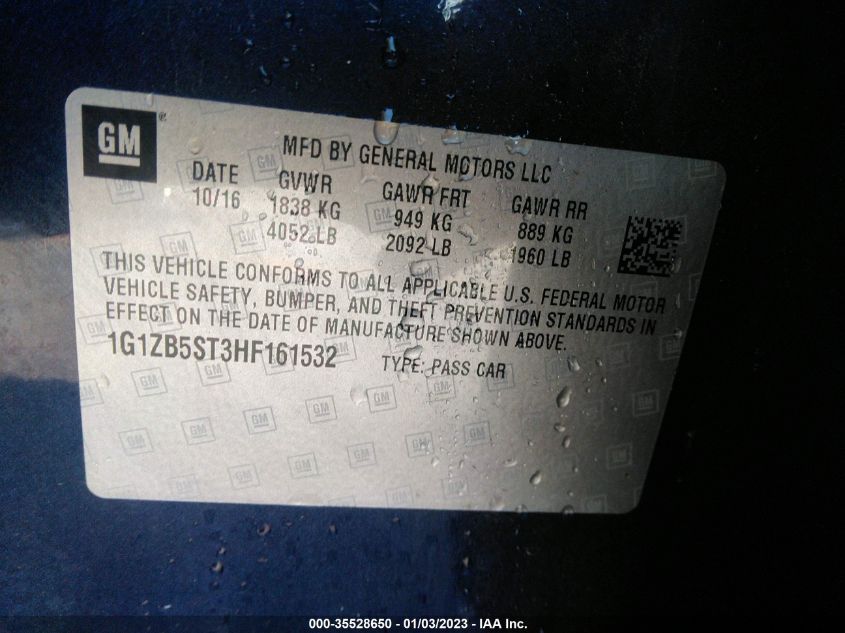 GM
MFD BY GENERAL MOTORS LLC
DATE GVWR GAWR FRT GAWR RR
10/16 1838 KG 949 KG 889 KG
4052 LB 2092 LB 1960 LB
THIS VEHICLE CONFORMS TO ALL APPLICABLE U.S. FEDERAL MOTOR
VEHICLE SAFETY, BUMPER, AND THEFT PREVENTION STANDARDS IN
EFFECT ON THE DATE OF MANUFACTURE SHOWN ABOVE.
1G1ZB5ST3HF161532 TYPE: PASS CAR
000-35528650 — 01/03/2023 — IAA Inc.